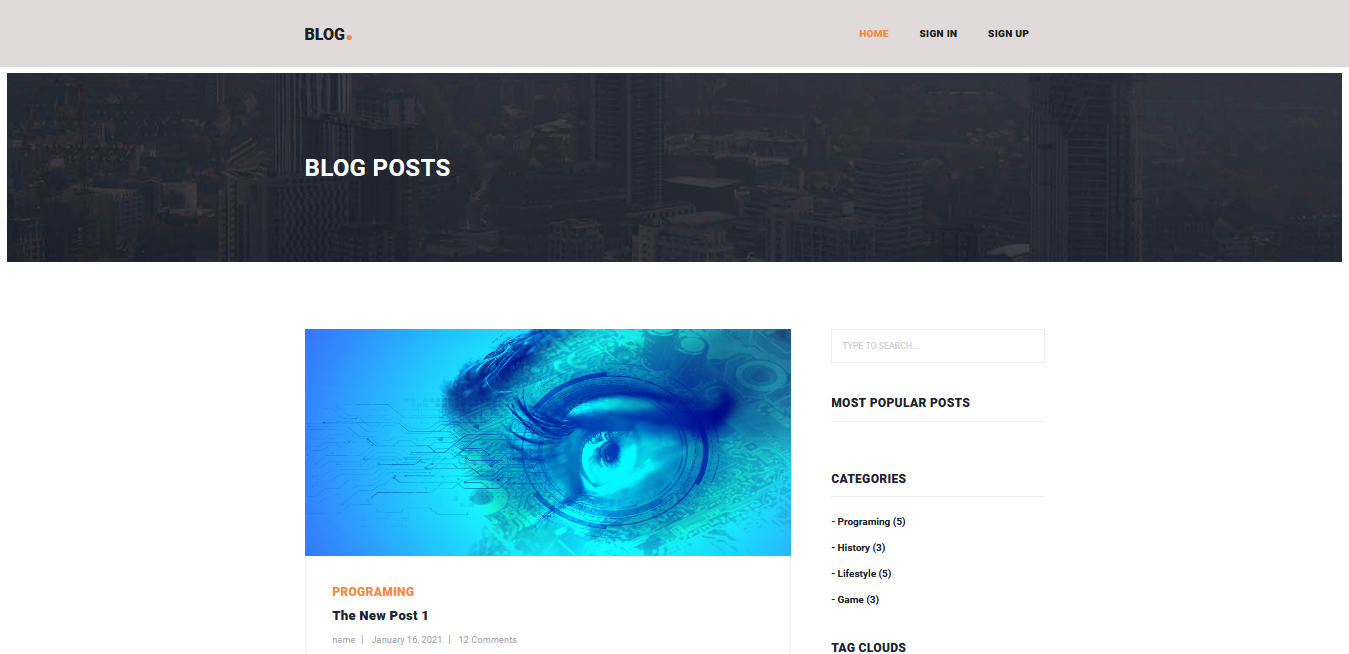 BLOG.
HOME SIGN IN SIGN UP
BLOG POSTS
PROGRAMING
The New Post 1
name | January 16, 2021 | 12 Comments
TYPE TO SEARCH...
MOST POPULAR POSTS
CATEGORIES
- Programing (5)
- History (3)
- Lifestyle (5)
- Game (3)
TAG CLOUDS